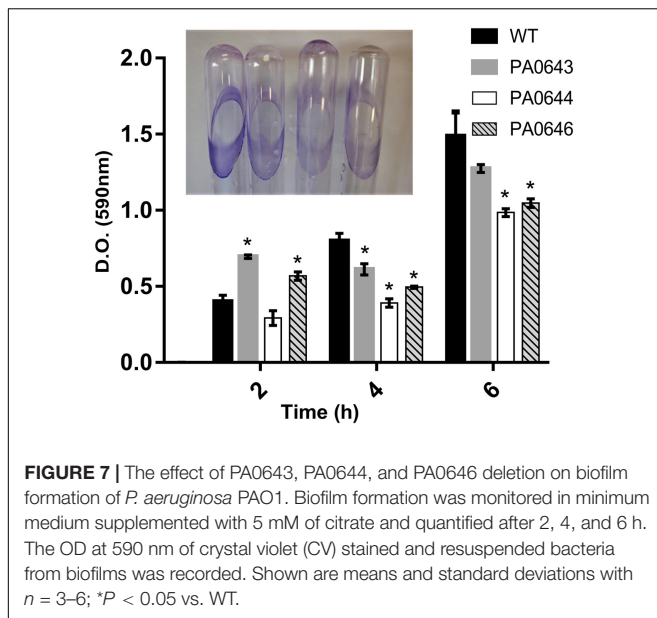 WT
PA0643
PA0644
PA0646
2.0
1.5
1.0
0.5
0.0
D.O. (590nm)
* *
* * *
* *
2 4 6
Time (h)
FIGURE 7 | The effect of PA0643, PA0644, and PA0646 deletion on biofilm
formation of P. aeruginosa PAO1. Biofilm formation was monitored in minimum
medium supplemented with 5 mM of citrate and quantified after 2, 4, and 6 h.
The OD at 590 nm of crystal violet (CV) stained and resuspended bacteria
from biofilms was recorded. Shown are means and standard deviations with
n = 3–6; *P < 0.05 vs. WT.